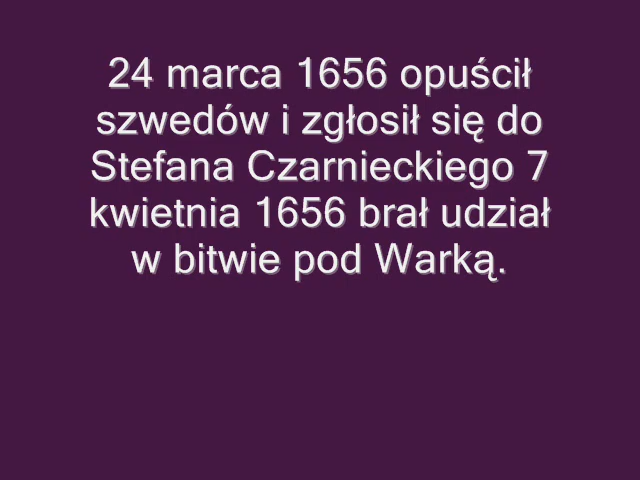 24 marca 1656 opuścił
szwedów i zgłosił się do
Stefana Czarnieckiego 7
kwietnia 1656 brał udział
w bitwie pod Warką.